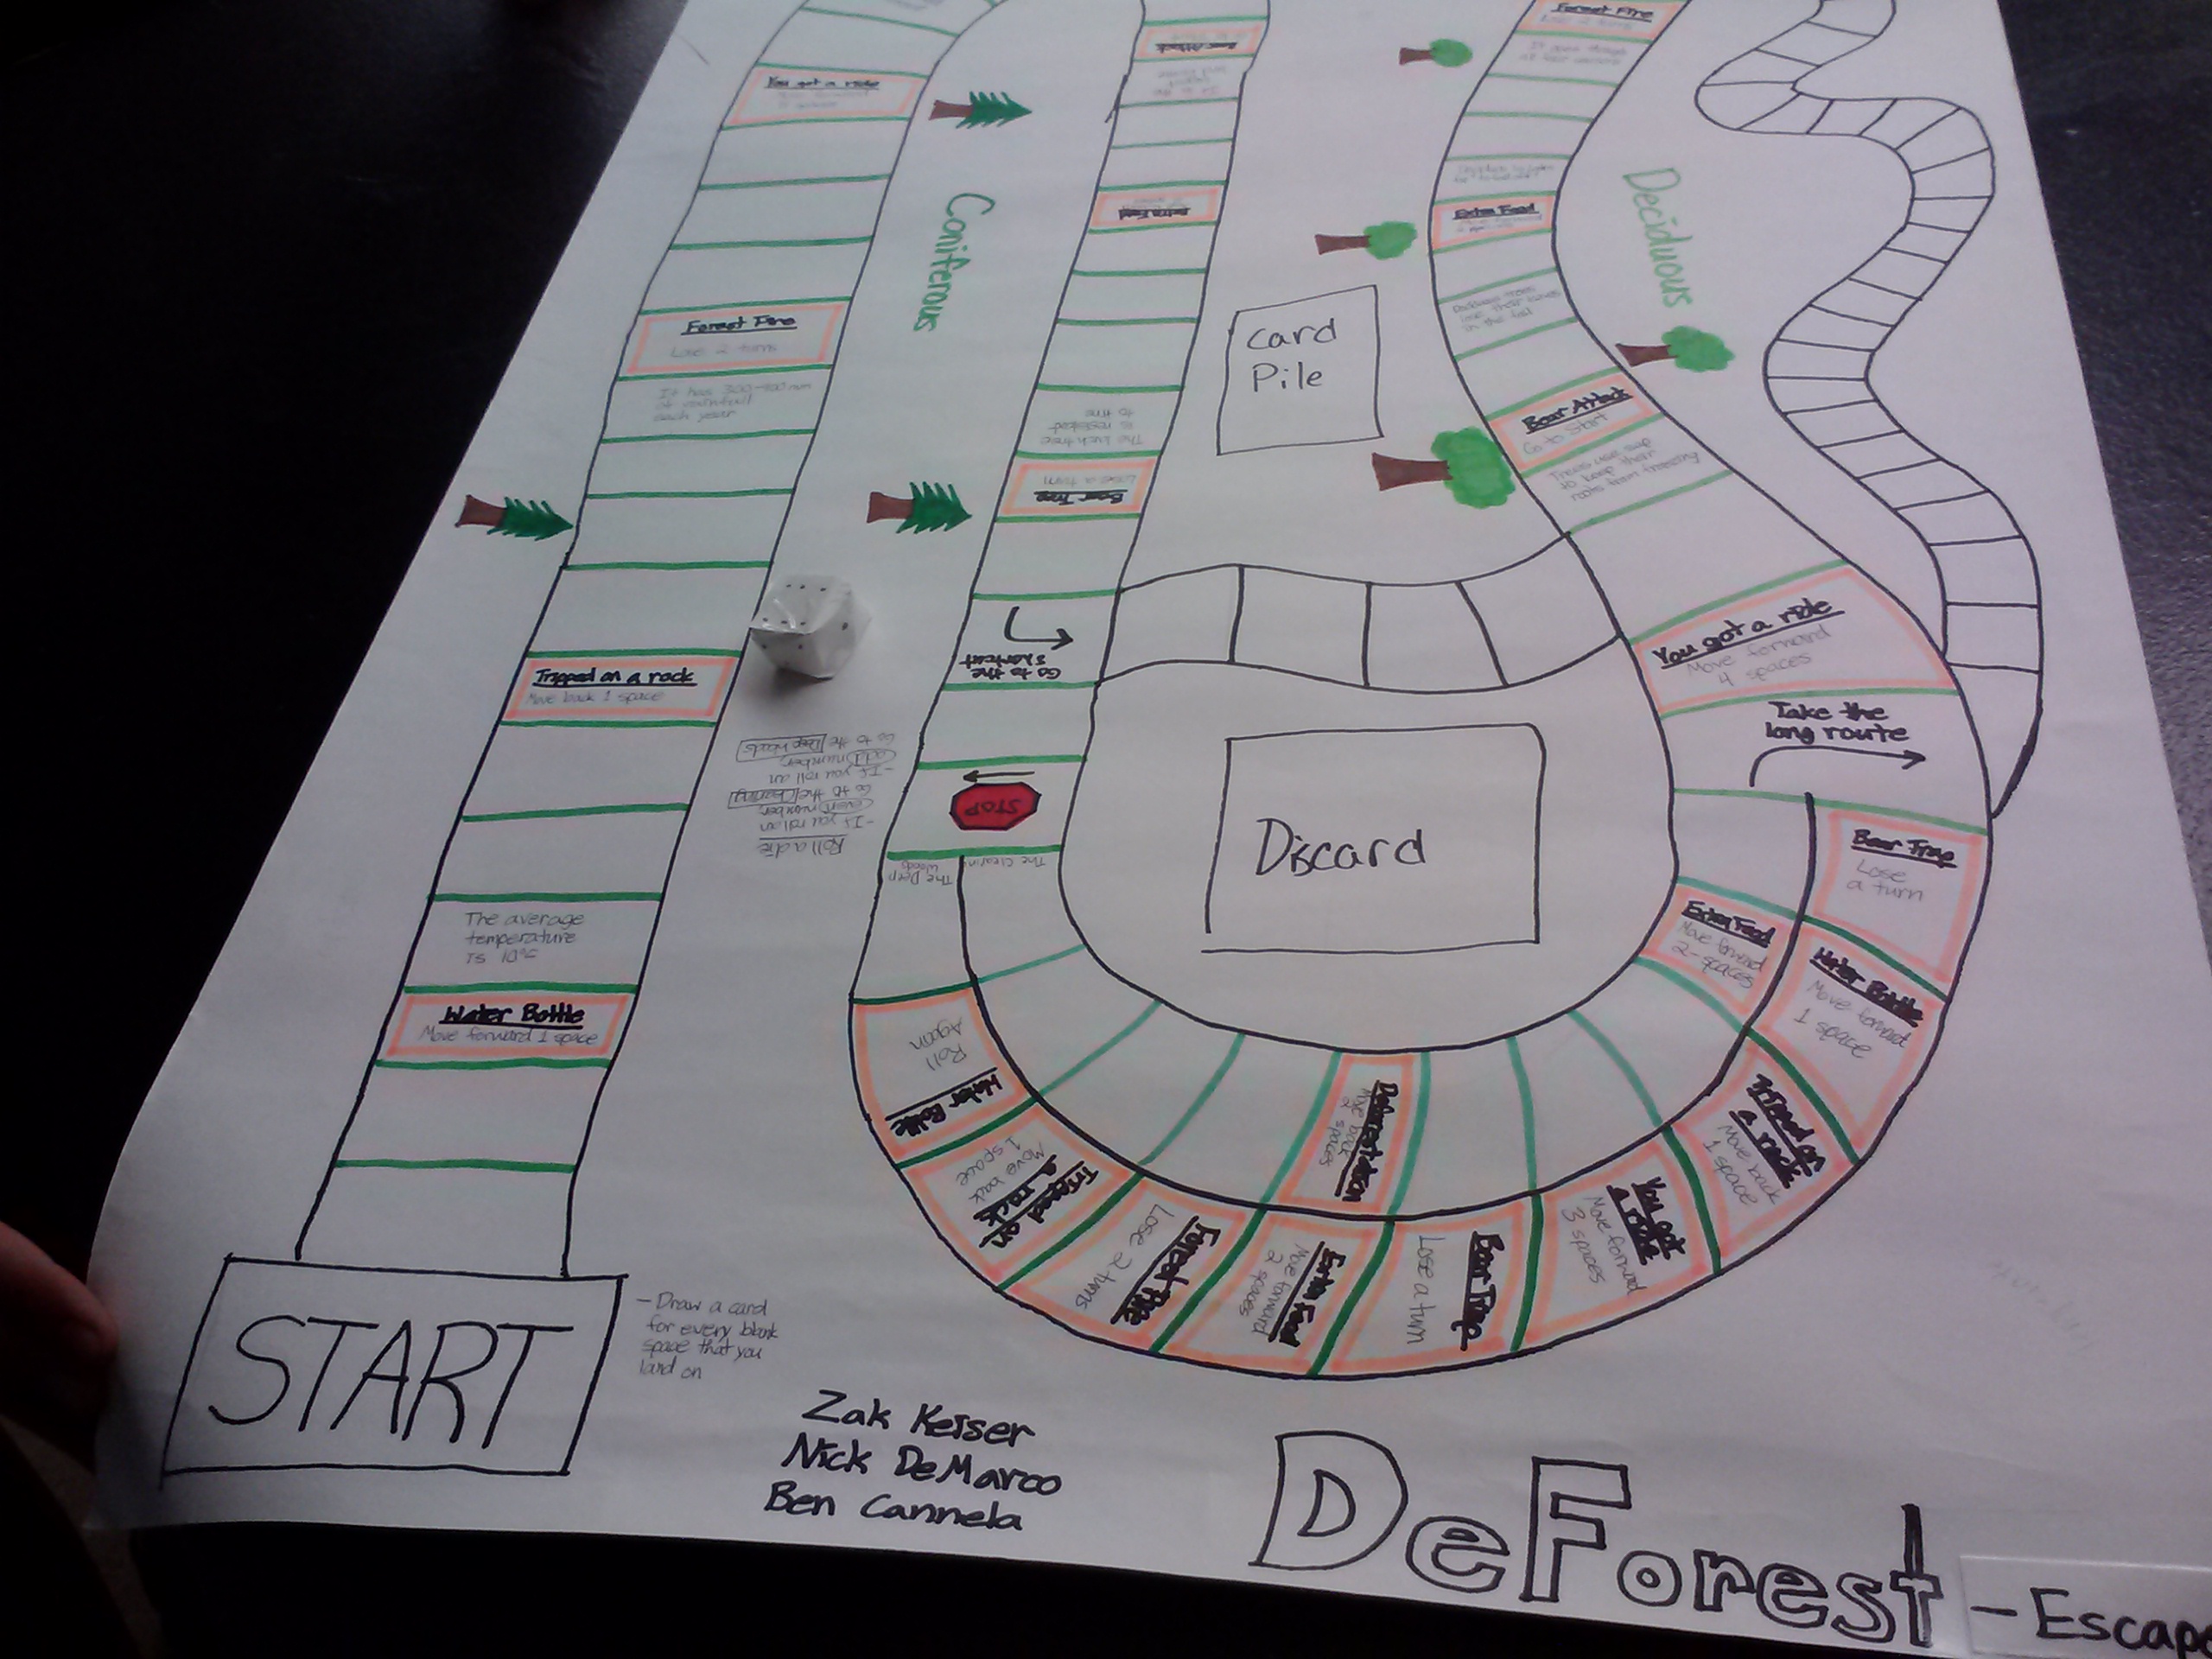 You got a ride
Forest Fire
Lose 2 turns
It has 300-900 mm
of rainfall
each year
Tripped on a rock
Move back 1 space
The average
temperature
is 10°C
Water Bottle
Move forward 1 space
START
- Draw a card
for every blank
space that you
land on
Coniferous
Bear Attack
Extra Food
The larch tree
is resistant
to the
Bear Trap
Lose a turn
Go to the
shortcut
STOP
Roll a die
- If you roll an
even number,
Go to the Clearing
- If you roll an
odd number,
Go to the Deep Woods
The Clearing
The Deep
Woods
Water Bottle
Roll
Again
Tripped on
a rock
Move back
1 space
Forest Fire
Lose 2 turns
Extra Food
Move forward
2 spaces
Bear Trap
Lose a turn
You got
a ride
Move forward
3 spaces
Tripped on
a rock
Move back
1 space
Water Bottle
Move forward
1 space
Bear Trap
Lose
a turn
Move back
2 spaces
Extra Food
Move forward
2-spaces
Take the
long route
You got a ride
Move forward
4 spaces
Trees use sap
to keep their
roots from freezing
Bear Attack
Go to Start
Deciduous trees
lose their leaves
in the fall
Extra Food
Forest Fire
Lose 2 turns
Deciduous
Card
Pile
Discard
Zak Keiser
Nick DeMarco
Ben Cannela
DeForest
- Escape